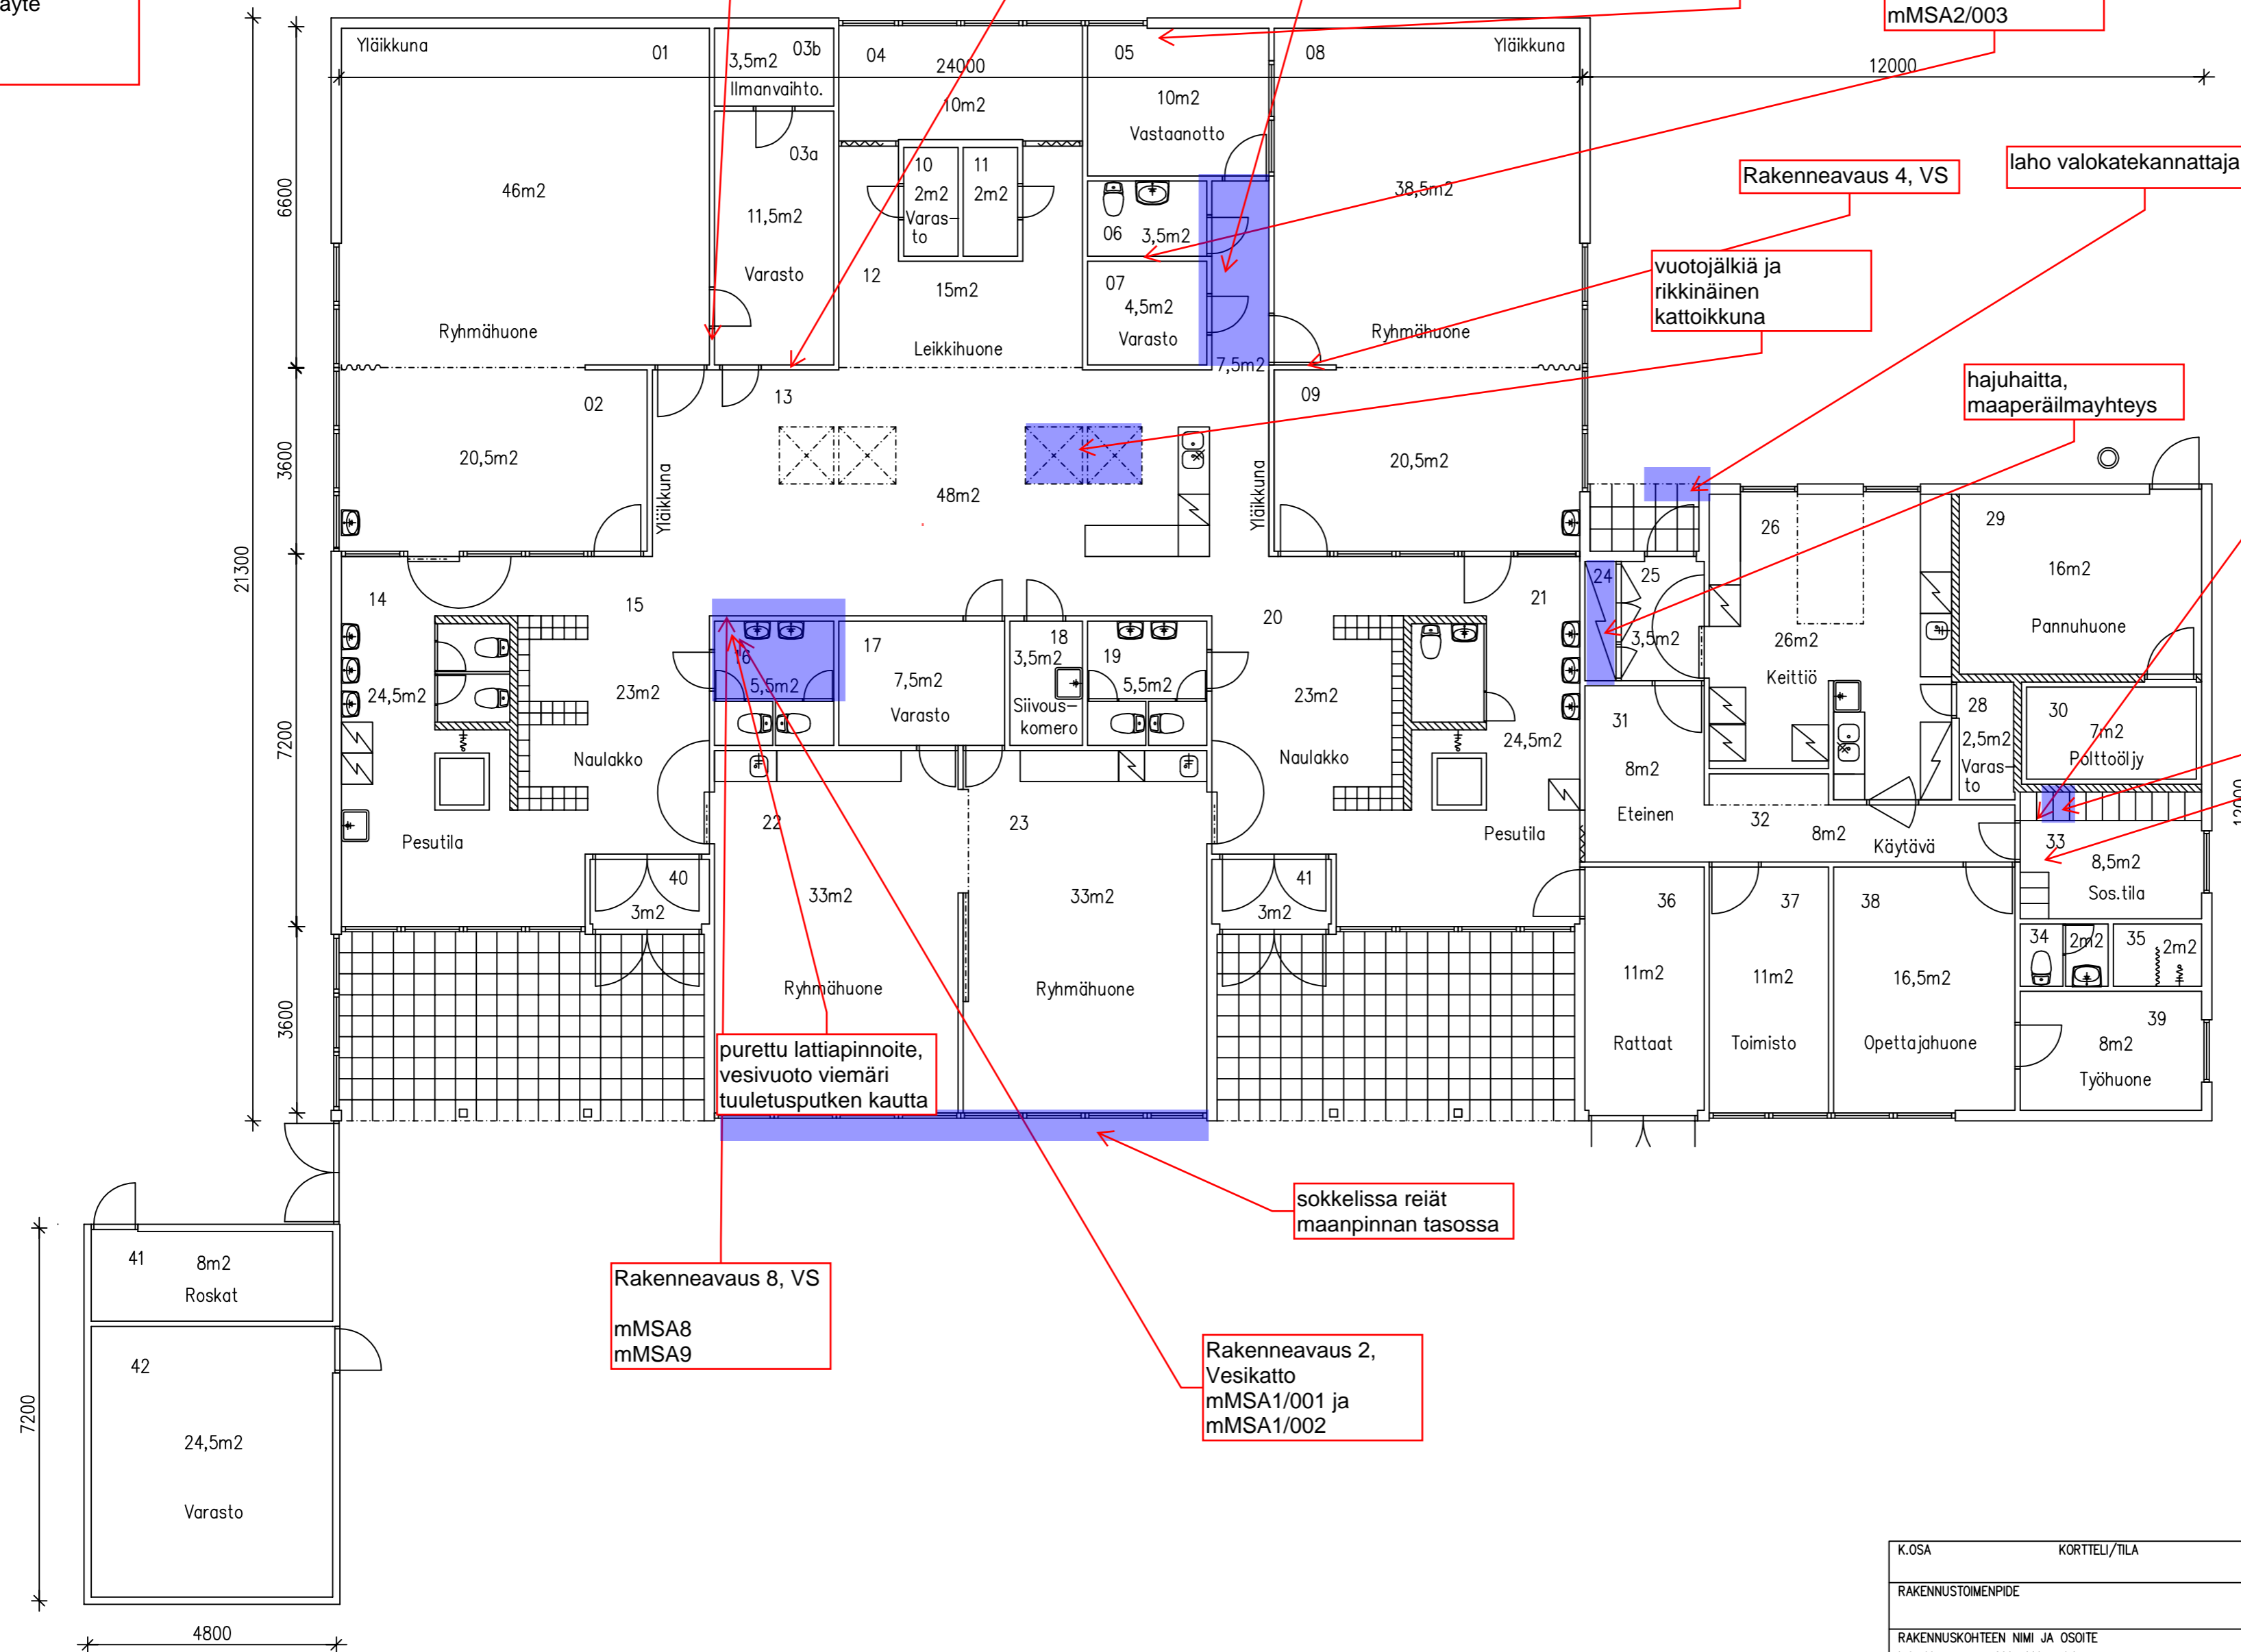 äyte
mMSA2/003
Yläikkuna
01
03b
3,5m2
Ilmanvaihto.
04
24000
10m2
05
10m2
Vastaanotto
08
Yläikkuna
12000
6600
46m2
Ryhmähuone
03a
11,5m2
Varasto
10
2m2
Varas-
to
11
2m2
12
15m2
Leikkihuone
06
3,5m2
07
4,5m2
Varasto
7,5m2
38,5m2
Ryhmähuone
Rakenneavaus 4, VS
laho valokatekannattaja
vuotojälkiä ja
rikkinäinen
kattoikkuna
hajuhaitta,
maaperäilmayhteys
3600
02
20,5m2
Yläikkuna
13
48m2
Yläikkuna
09
20,5m2
21300
14
24,5m2
Pesutila
15
23m2
Naulakko
16
5,5m2
17
7,5m2
Varasto
18
3,5m2
Siivous-
komero
19
5,5m2
20
23m2
Naulakko
21
24,5m2
Pesutila
24
25
3,5m2
26
26m2
Keittiö
29
16m2
Pannuhuone
28
2,5m2
Varas-
to
30
7m2
Polttoöljy
7200
31
8m2
Eteinen
32
8m2
Käytävä
33
8,5m2
Sos.tila
12000
22
33m2
Ryhmähuone
23
33m2
Ryhmähuone
40
3m2
41
3m2
36
11m2
Rattaat
37
11m2
Toimisto
38
16,5m2
Opettajahuone
34
2m2
35
2m2
39
8m2
Työhuone
3600
purettu lattiapinnoite,
vesivuoto viemäri
tuuletusputken kautta
sokkelissa reiät
maanpinnan tasossa
Rakenneavaus 8, VS
mMSA8
mMSA9
Rakenneavaus 2,
Vesikatto
mMSA1/001 ja
mMSA1/002
41
8m2
Roskat
42
24,5m2
Varasto
7200
4800
K.OSA
KORTTELI/TILA
RAKENNUSTOIMENPIDE
RAKENNUSKOHTEEN NIMI JA OSOITE